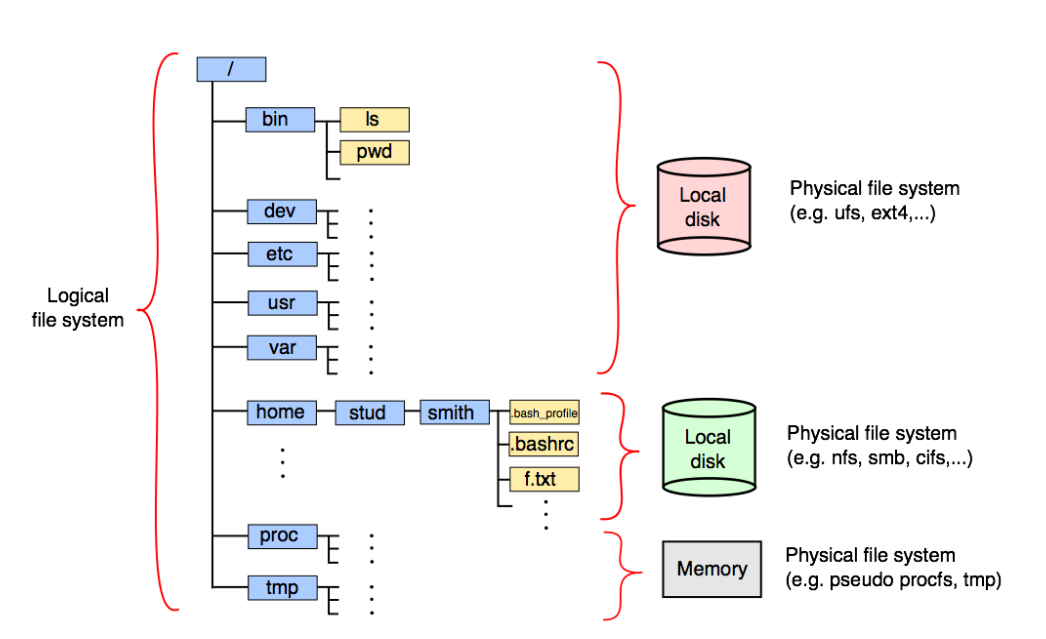 /
bin
ls
pwd
dev
etc
usr
var
Logical
file system
home
stud
smith
.bash_profile
.bashrc
f.txt
proc
tmp
Local
disk
Physical file system
(e.g. ufs, ext4,...)
Local
disk
Physical file system
(e.g. nfs, smb, cifs,...)
Memory
Physical file system
(e.g. pseudo procfs, tmp)